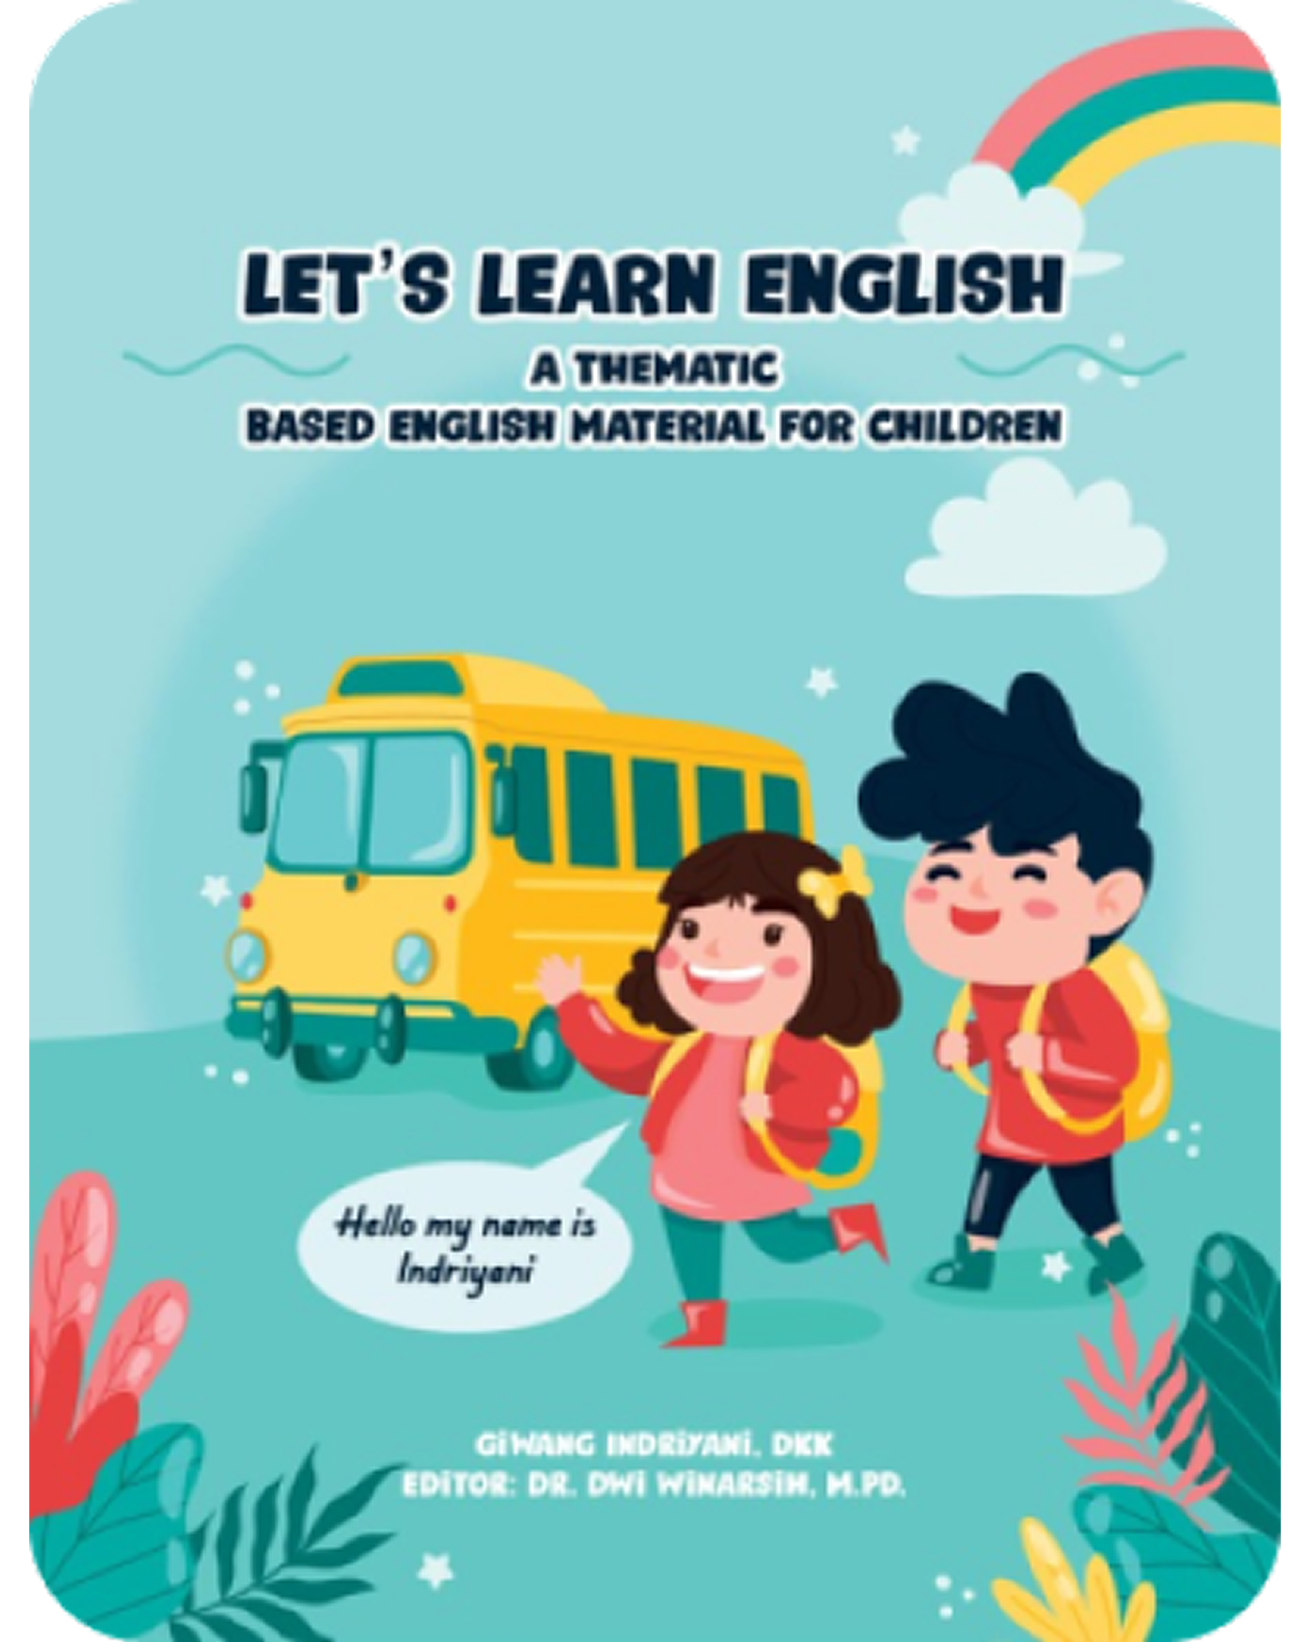 LET'S LEARN ENGLISH
A THEMATIC
BASED ENGLISH MATERIAL FOR CHILDREN
Hello my name is
Indriyani
GIWANG INDRIYANI, DKK
EDITOR: DR. DWI WINARSIH, M.PD.